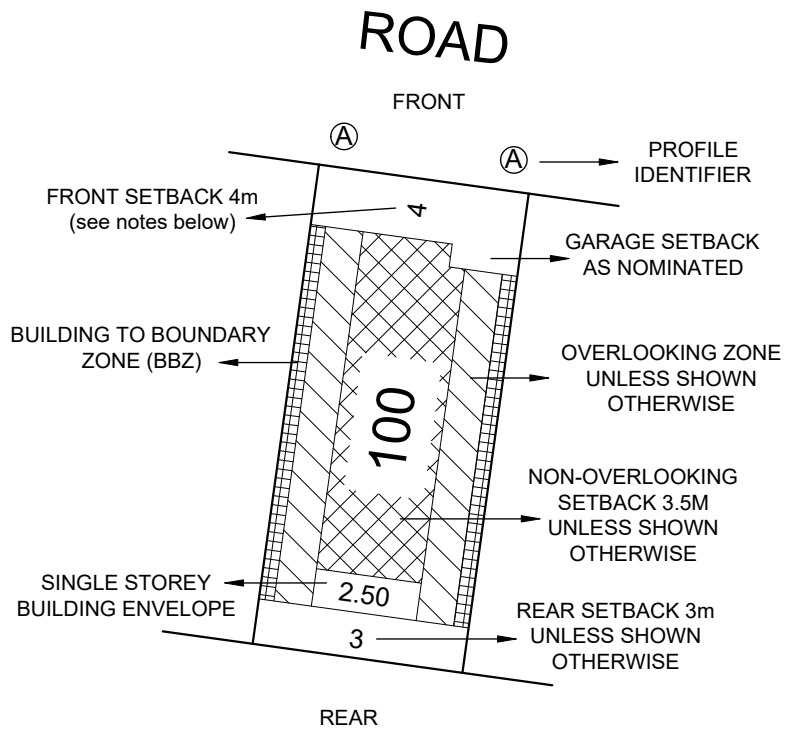 ROAD
FRONT
A
A
PROFILE
IDENTIFIER
FRONT SETBACK 4m
(see notes below)
4
GARAGE SETBACK
AS NOMINATED
BUILDING TO BOUNDARY
ZONE (BBZ)
OVERLOOKING ZONE
UNLESS SHOWN
OTHERWISE
100
NON-OVERLOOKING
SETBACK 3.5M
UNLESS SHOWN
OTHERWISE
SINGLE STOREY
BUILDING ENVELOPE
2.50
REAR SETBACK 3m
UNLESS SHOWN
OTHERWISE
3
REAR